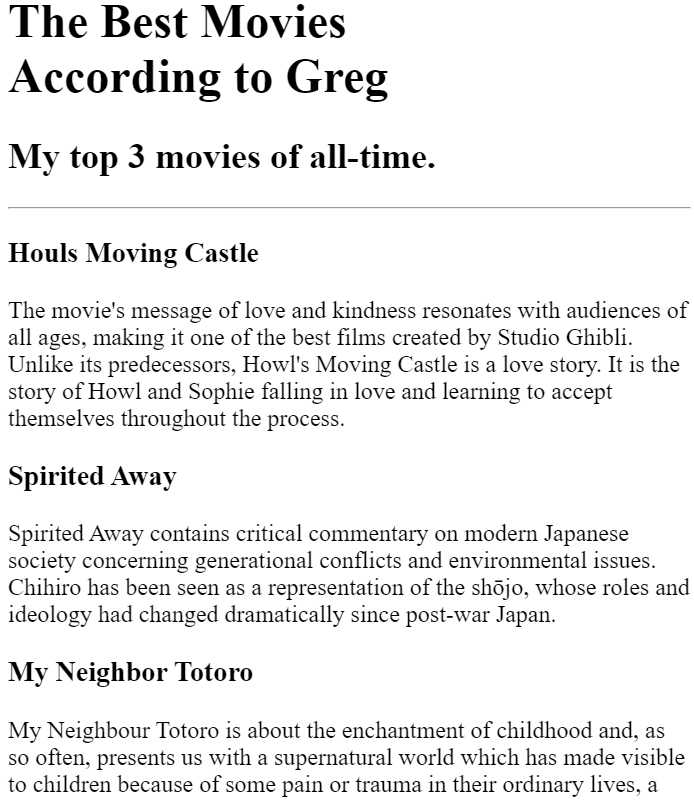 The Best Movies
According to Greg
My top 3 movies of all-time.
Houls Moving Castle
The movie's message of love and kindness resonates with audiences of
all ages, making it one of the best films created by Studio Ghibli.
Unlike its predecessors, Howl's Moving Castle is a love story. It is the
story of Howl and Sophie falling in love and learning to accept
themselves throughout the process.
Spirited Away
Spirited Away contains critical commentary on modern Japanese
society concerning generational conflicts and environmental issues.
Chihiro has been seen as a representation of the shōjo, whose roles and
ideology had changed dramatically since post-war Japan.
My Neighbor Totoro
My Neighbour Totoro is about the enchantment of childhood and, as
so often, presents us with a supernatural world which has made visible
to children because of some pain or trauma in their ordinary lives, a